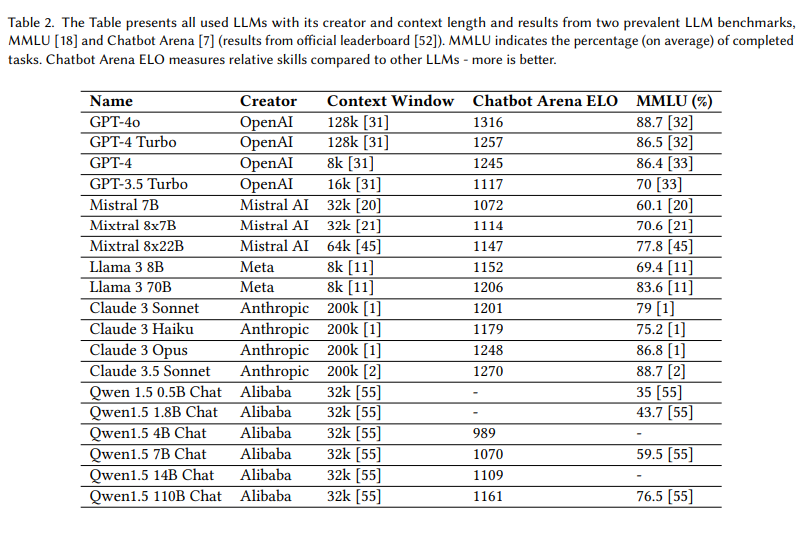 Table 2. The Table presents all used LLMs with its creator and context length and results from two prevalent LLM benchmarks,
MMLU [18] and Chatbot Arena [7] (results from official leaderboard [52]). MMLU indicates the percentage (on average) of completed
tasks. Chatbot Arena ELO measures relative skills compared to other LLMs - more is better.
Name Creator Context Window Chatbot Arena ELO MMLU (%)
GPT-4o OpenAI 128k [31] 1316 88.7 [32]
GPT-4 Turbo OpenAI 128k [31] 1257 86.5 [32]
GPT-4 OpenAI 8k [31] 1245 86.4 [33]
GPT-3.5 Turbo OpenAI 16k [31] 1117 70 [33]
Mistral 7B Mistral AI 32k [20] 1072 60.1 [20]
Mixtral 8x7B Mistral AI 32k [21] 1114 70.6 [21]
Mixtral 8x22B Mistral AI 64k [45] 1147 77.8 [45]
Llama 3 8B Meta 8k [11] 1152 69.4 [11]
Llama 3 70B Meta 8k [11] 1206 83.6 [11]
Claude 3 Sonnet Anthropic 200k [1] 1201 79 [1]
Claude 3 Haiku Anthropic 200k [1] 1179 75.2 [1]
Claude 3 Opus Anthropic 200k [1] 1248 86.8 [1]
Claude 3.5 Sonnet Anthropic 200k [2] 1270 88.7 [2]
Qwen 1.5 0.5B Chat Alibaba 32k [55] - 35 [55]
Qwen1.5 1.8B Chat Alibaba 32k [55] - 43.7 [55]
Qwen1.5 4B Chat Alibaba 32k [55] 989 -
Qwen1.5 7B Chat Alibaba 32k [55] 1070 59.5 [55]
Qwen1.5 14B Chat Alibaba 32k [55] 1109 -
Qwen1.5 110B Chat Alibaba 32k [55] 1161 76.5 [55]